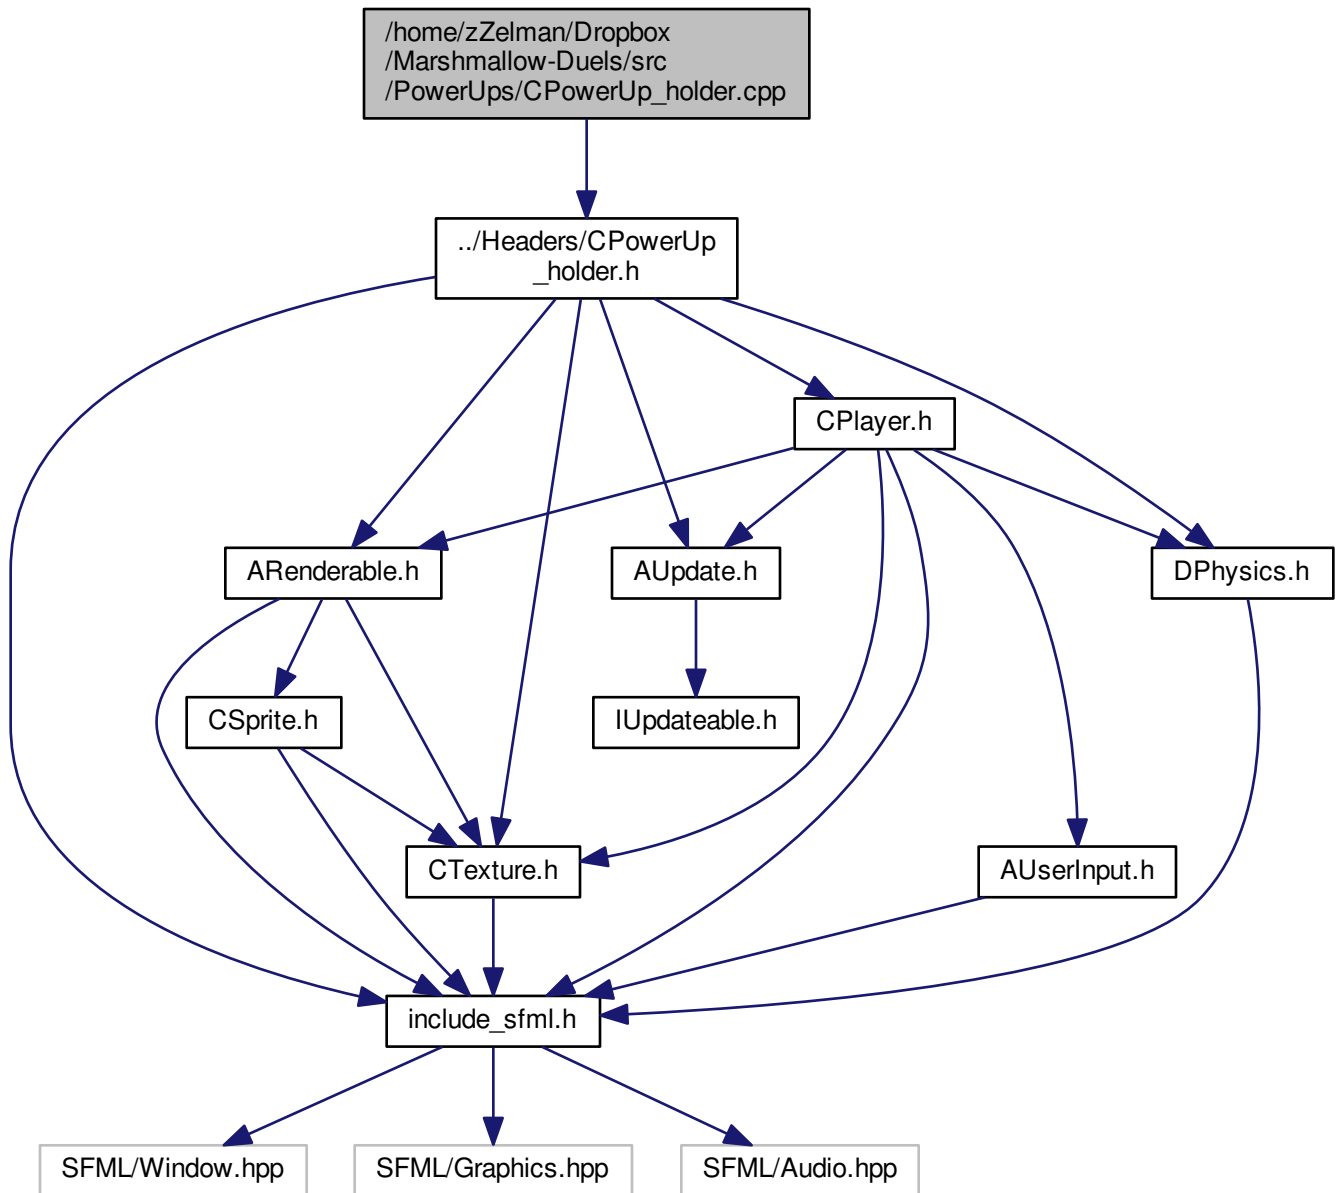 /home/zZelman/Dropbox
/Marshmallow-Duels/src
/PowerUps/CPowerUp_holder.cpp
../Headers/CPowerUp
_holder.h
CPlayer.h
ARenderable.h
AUpdate.h
DPhysics.h
CSprite.h
IUpdateable.h
CTexture.h
AUserInput.h
include_sfml.h
SFML/Window.hpp
SFML/Graphics.hpp
SFML/Audio.hpp